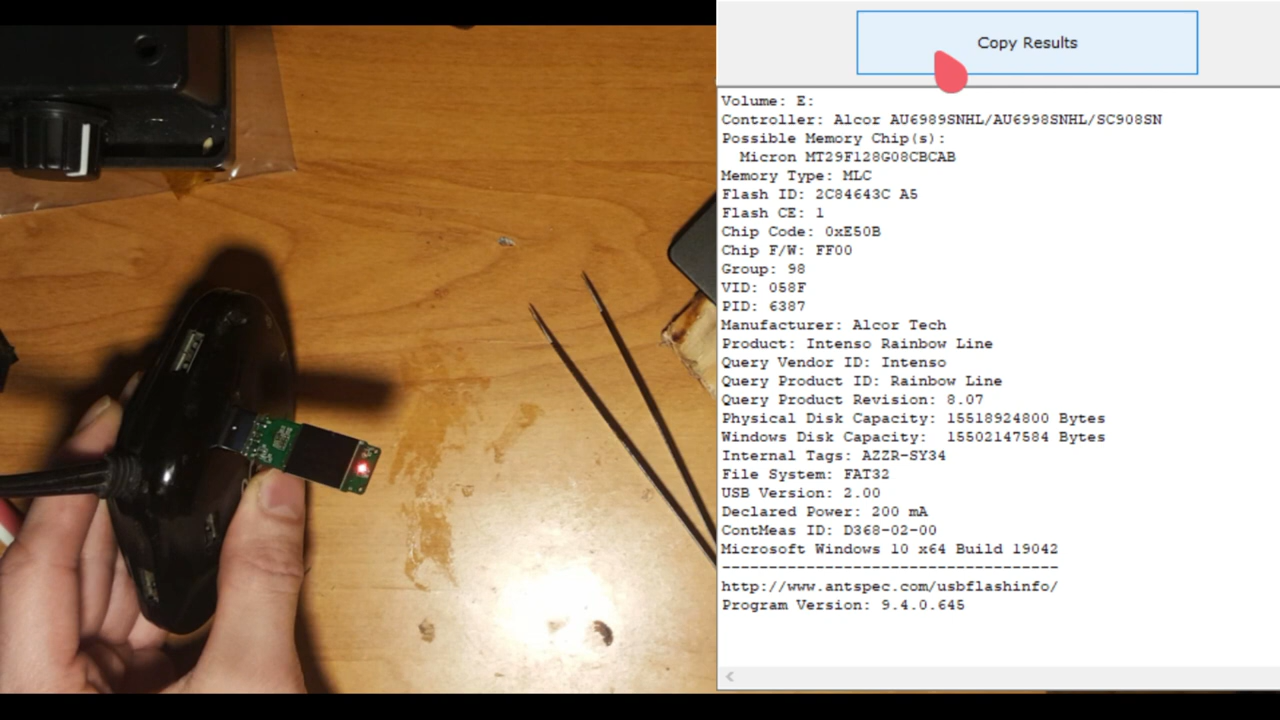 Copy Results
Volume: E:
Controller: Alcor AU6989SNHL/AU6998SNHL/SC908SN
Possible Memory Chip(s):
Micron MT29F128G08CBCAB
Memory Type: MLC
Flash ID: 2C84643C A5
Flash CE: 1
Chip Code: 0xE50B
Chip F/W: FF00
Group: 98
VID: 058F
PID: 6387
Manufacturer: Alcor Tech
Product: Intenso Rainbow Line
Query Vendor ID: Intenso
Query Product ID: Rainbow Line
Query Product Revision: 8.07
Physical Disk Capacity: 15518924800 Bytes
Windows Disk Capacity:  15502147584 Bytes
Internal Tags: AZZR-SY34
File System: FAT32
USB Version: 2.00
Declared Power: 200 mA
ContMeas ID: D368-02-00
Microsoft Windows 10 x64 Build 19042
------------------------------------
http://www.antspec.com/usbflashinfo/
Program Version: 9.4.0.645